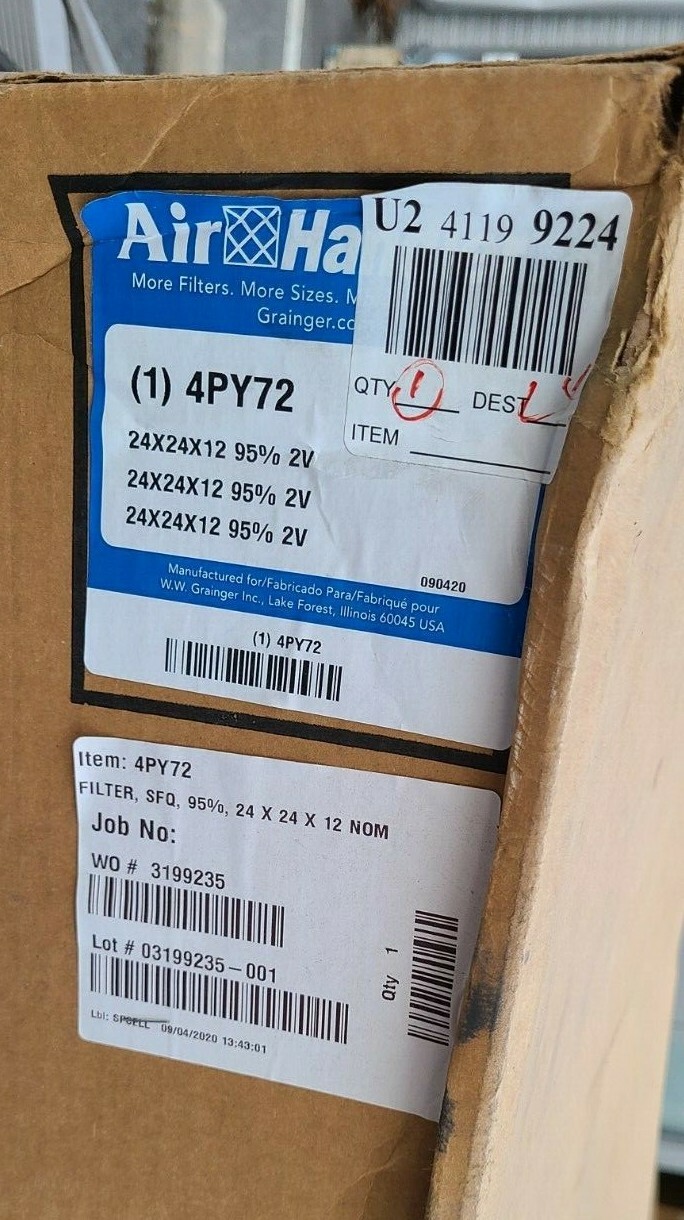 Air Ha
More Filters. More Sizes. M
Grainger.co
(1) 4PY72
24X24X12 95% 2V
24X24X12 95% 2V
24X24X12 95% 2V
090420
Manufactured for/Fabricado Para/Fabriqué pour
W.W. Grainger Inc., Lake Forest, Illinois 60045 USA
(1) 4PY72
U2 4119 9224
QTY 1 DEST
ITEM
Item: 4PY72
FILTER, SFQ, 95%, 24 X 24 X 12 NOM
Job No:
WO # 3199235
Lot # 03199235-001
Qty 1
Lbl: SPCELL 09/04/2020 13:43:01